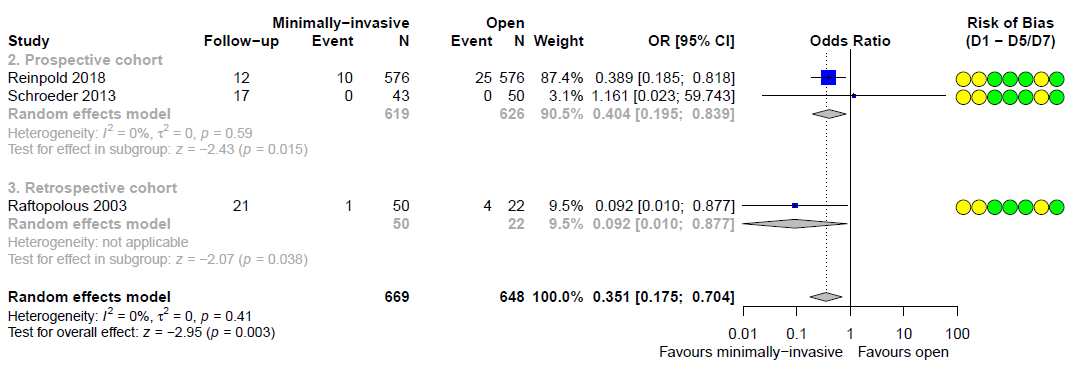 Minimally−invasive Open Risk of Bias
Study Follow−up Event N Event N Weight OR [95% CI] Odds Ratio (D1 − D5/D7)
2. Prospective cohort
Reinpold 2018 12 10 576 25 576 87.4% 0.389 [0.185; 0.818]
Schroeder 2013 17 0 43 0 50 3.1% 1.161 [0.023; 59.743]
Random effects model 619 626 90.5% 0.404 [0.195; 0.839]
Heterogeneity: I² = 0%, τ² = 0, p = 0.59
Test for effect in subgroup: z = −2.43 (p = 0.015)
3. Retrospective cohort
Raftopolous 2003 21 1 50 4 22 9.5% 0.092 [0.010; 0.877]
Random effects model 50 22 9.5% 0.092 [0.010; 0.877]
Heterogeneity: not applicable
Test for effect in subgroup: z = −2.07 (p = 0.038)
Random effects model 669 648 100.0% 0.351 [0.175; 0.704]
Heterogeneity: I² = 0%, τ² = 0, p = 0.41
Test for overall effect: z = −2.95 (p = 0.003)
0.01 0.1 1 10 100
Favours minimally−invasive Favours open